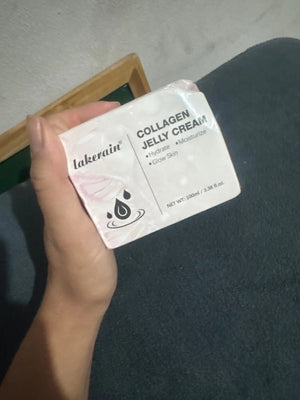 lakerain®
COLLAGEN
JELLY CREAM
•Hydrate •Moisturize
•Glow Skin
NET WT: 100ml / 3.38 fl.oz.